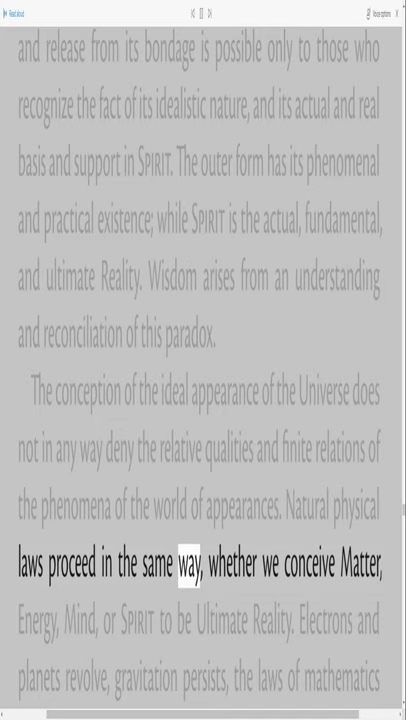 Read aloud
Voice options
and release from its bondage is possible only to those who
recognize the fact of its idealistic nature, and its actual and real
basis and support in SPIRIT. The outer form has its phenomenal
and practical existence; while SPIRIT is the actual, fundamental,
and ultimate Reality. Wisdom arises from an understanding
and reconciliation of this paradox.
The conception of the ideal appearance of the Universe does
not in any way deny the relative qualities and finite relations of
the phenomena of the world of appearances. Natural physical
laws proceed in the same way, whether we conceive Matter,
Energy, Mind, or SPIRIT to be Ultimate Reality. Electrons and
planets revolve, gravitation persists, the laws of mathematics